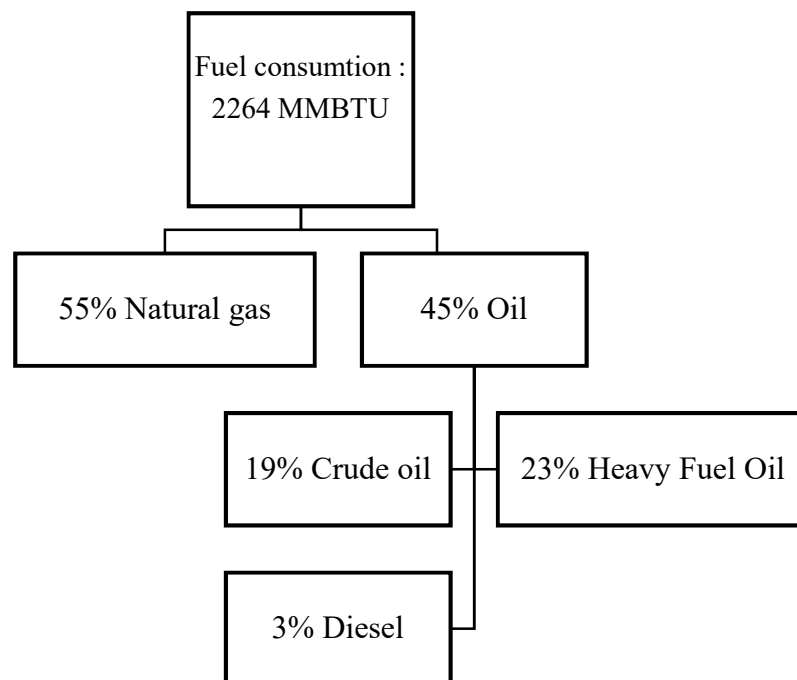 Fuel consumtion :
2264 MMBTU
55% Natural gas
45% Oil
19% Crude oil
23% Heavy Fuel Oil
3% Diesel